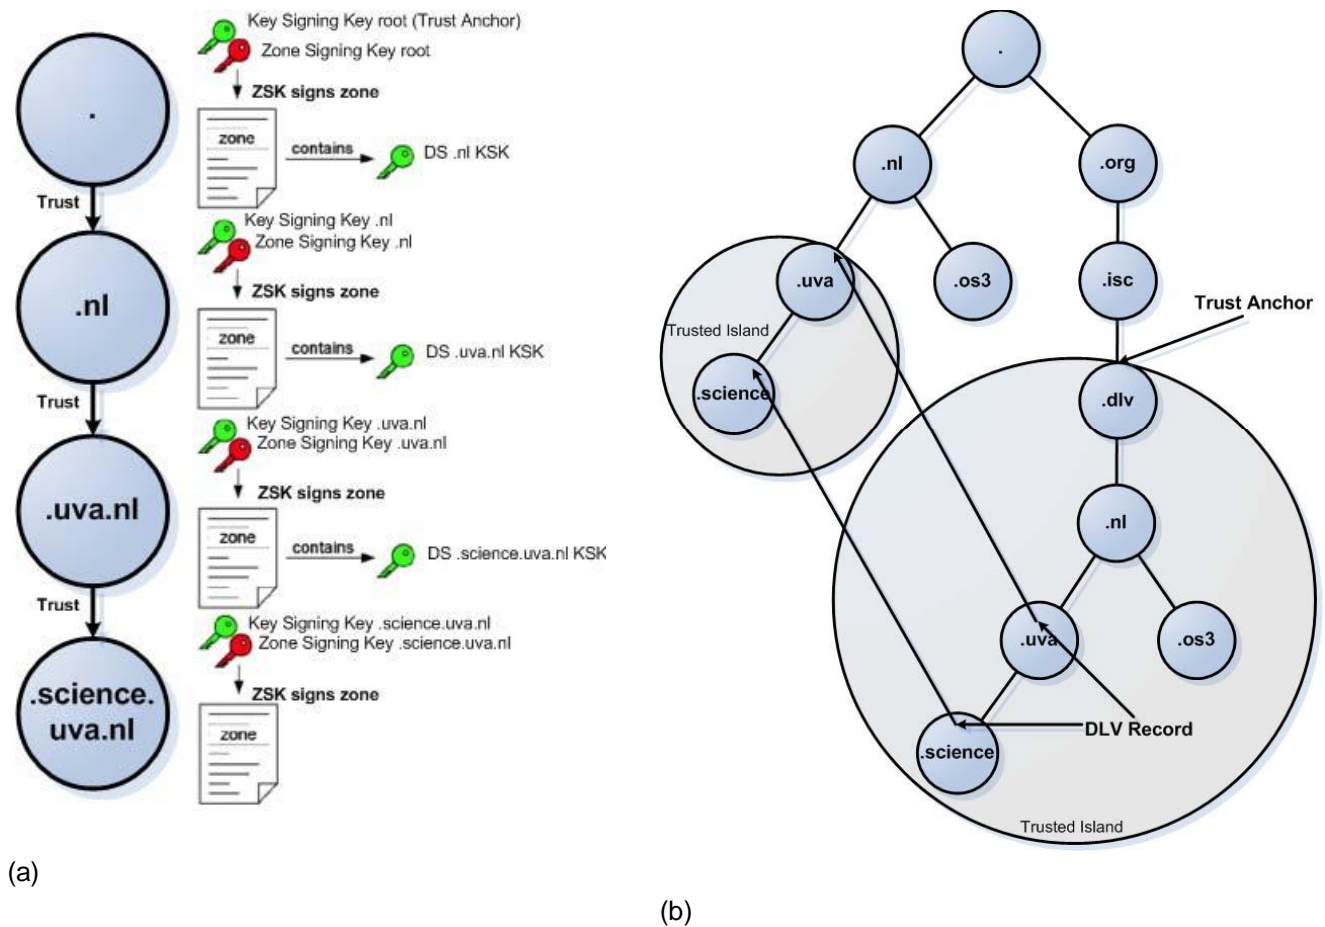 Key Signing Key root (Trust Anchor)
Zone Signing Key root
ZSK signs zone
.
zone
contains
DS .nl KSK
Trust
Key Signing Key .nl
Zone Signing Key .nl
ZSK signs zone
.nl
zone
contains
DS .uva.nl KSK
Trust
Key Signing Key .uva.nl
Zone Signing Key .uva.nl
ZSK signs zone
.uva.nl
zone
contains
DS .science.uva.nl KSK
Trust
Key Signing Key .science.uva.nl
Zone Signing Key .science.uva.nl
ZSK signs zone
.science.
uva.nl
zone
(a)
.
.nl
.org
.uva
.os3
.isc
Trust Anchor
Trusted Island
.science
.dlv
.nl
.uva
.os3
DLV Record
.science
Trusted Island
(b)